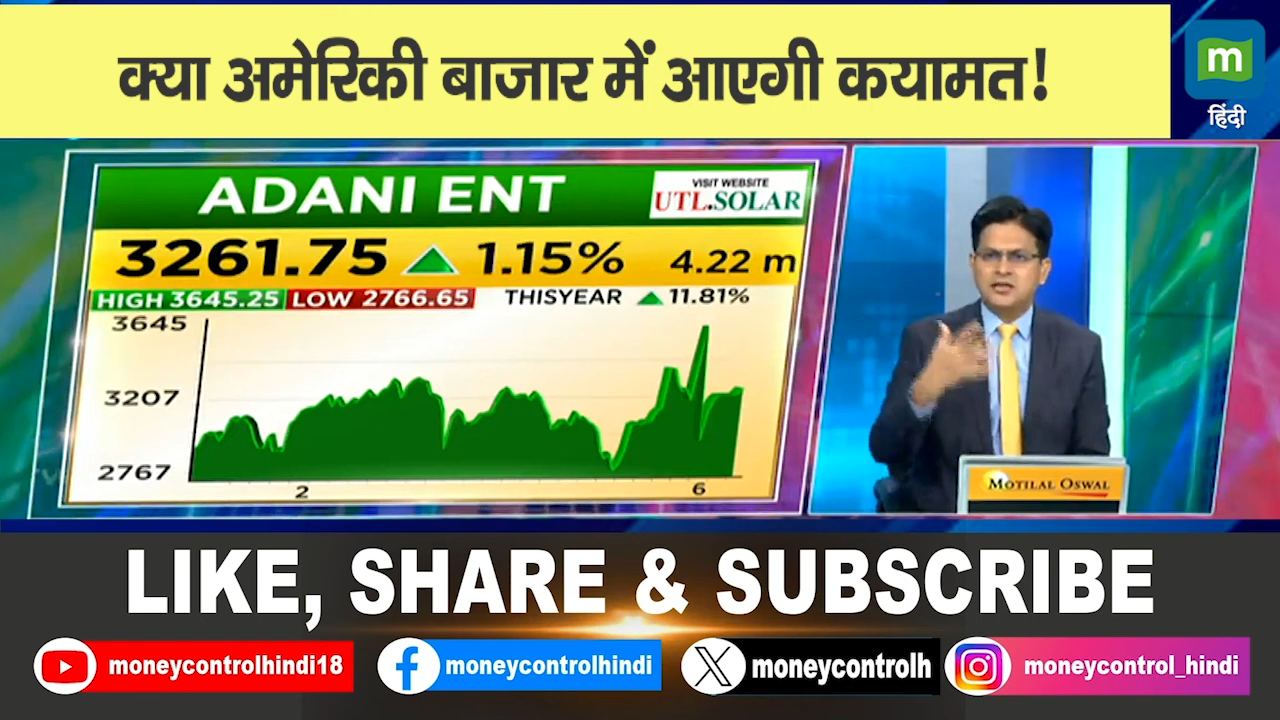 क्या अमेरिकी बाजार में आएगी कयामत!
m
हिंदी
ADANI ENT
VISIT WEBSITE
UTL.SOLAR
3261.75 1.15% 4.22 m
HIGH 3645.25 LOW 2766.65 THISYEAR 11.81%
3645
3207
2767
2 6
MOTILAL OSWAL
LIKE, SHARE & SUBSCRIBE
moneycontrolhindi18 moneycontrolhindi moneycontrolh moneycontrol_hindi